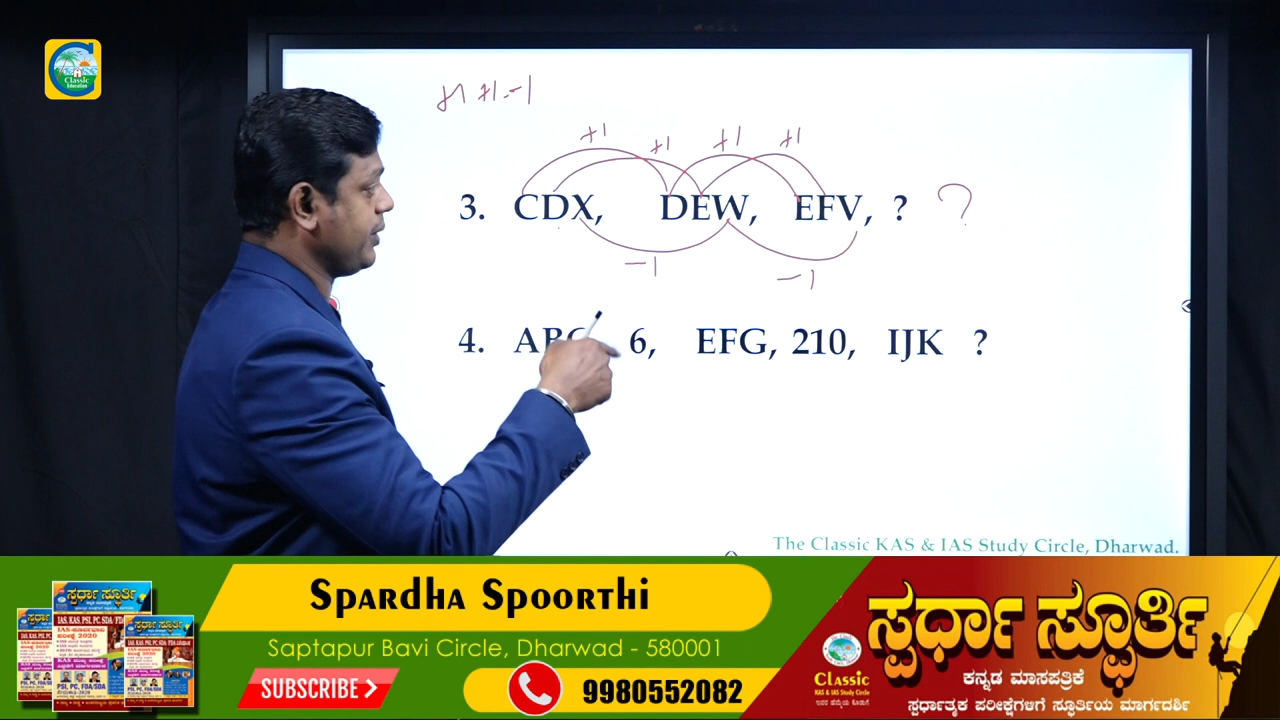 Classic
Education
+1 +1 -1
+1 +1 +1 +1
3. CDX, DEW, EFV, ? ?
-1 -1
4. ABC 6, EFG, 210, IJK ?
The Classic KAS & IAS Study Circle, Dharwad.
Spardha Spoorthi
Saptapur Bavi Circle, Dharwad - 580001
SUBSCRIBE
9980552082
ಸ್ಪರ್ಧಾ ಸ್ಫೂರ್ತಿ
Classic
KAS & IAS Study Circle
ಕನ್ನಡ ಮಾಸಪತ್ರಿಕೆ
ಸ್ಪರ್ಧಾತ್ಮಕ ಪರೀಕ್ಷೆಗಳಿಗೆ ಸ್ಫೂರ್ತಿಯ ಮಾರ್ಗದರ್ಶಿ